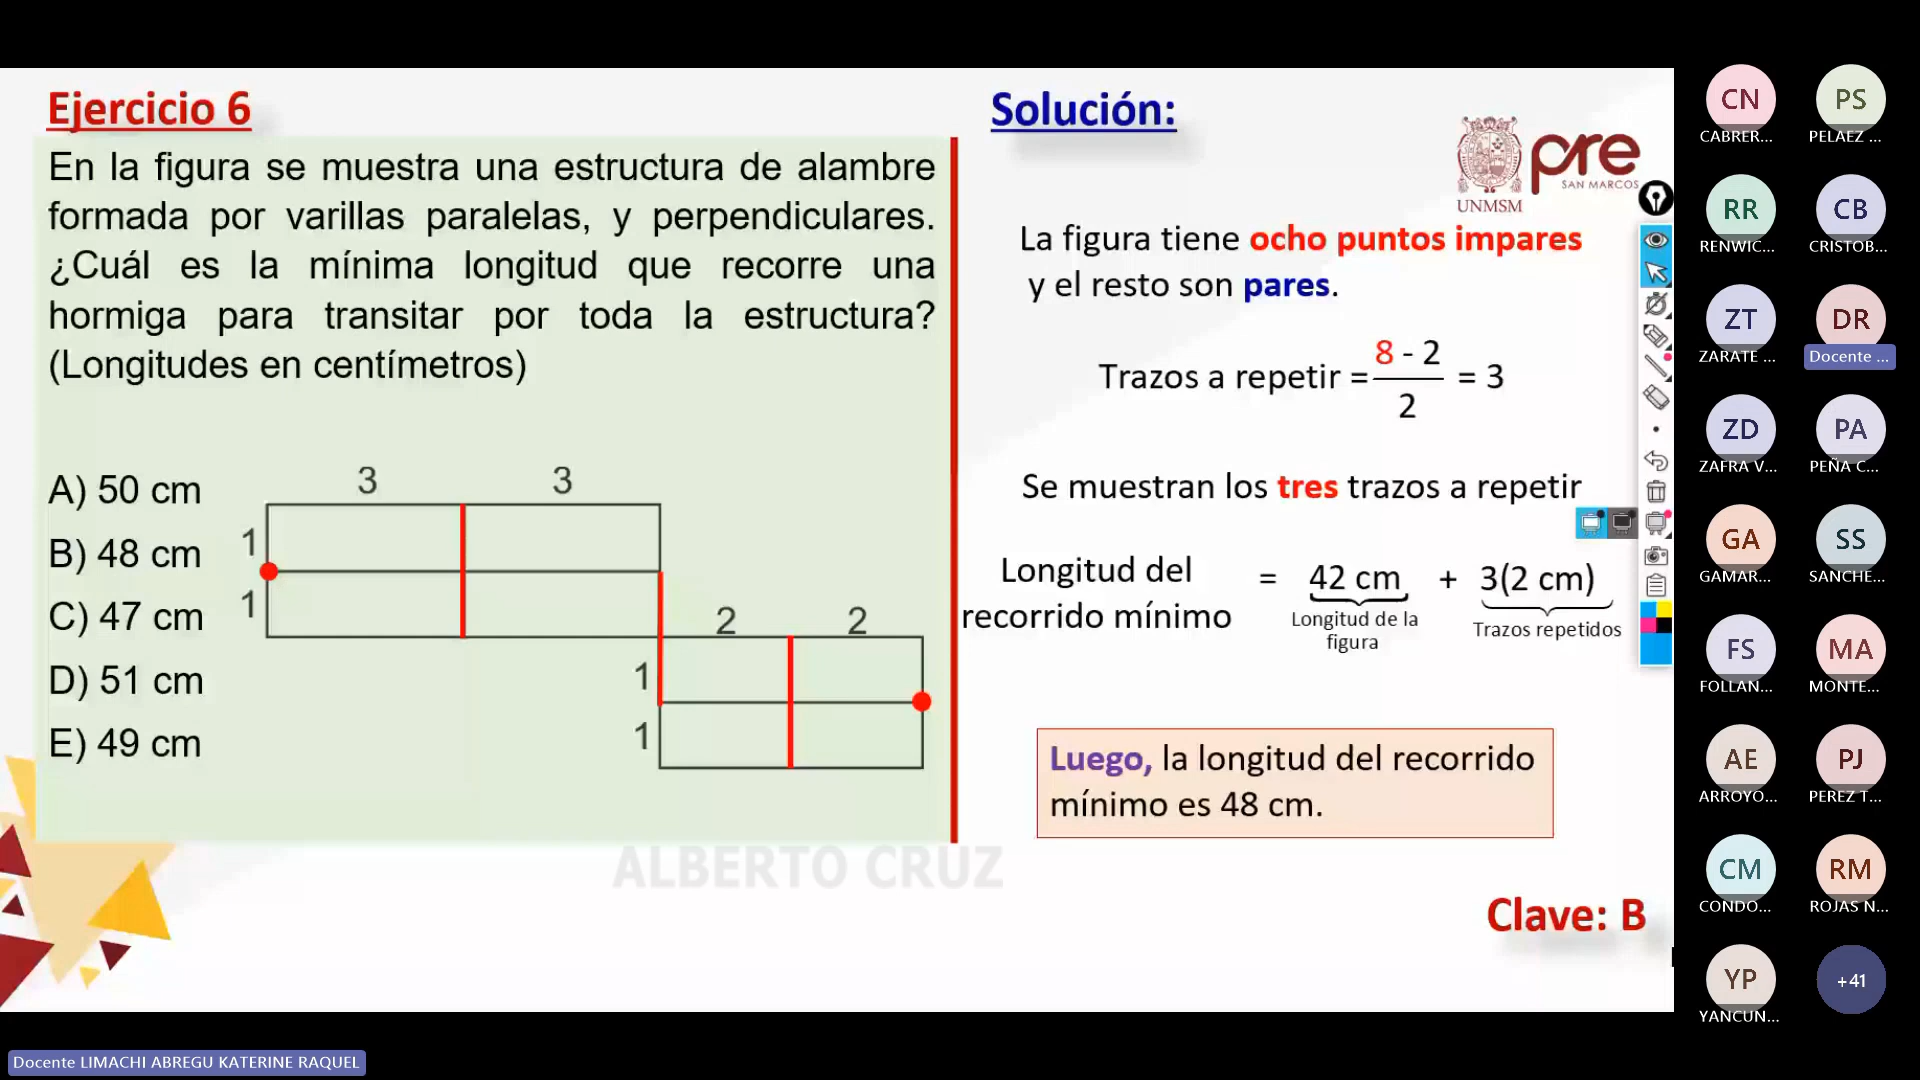 Ejercicio 6
En la figura se muestra una estructura de alambre
formada por varillas paralelas, y perpendiculares.
¿Cuál es la mínima longitud que recorre una
hormiga para transitar por toda la estructura?
(Longitudes en centímetros)
A) 50 cm
B) 48 cm
C) 47 cm
D) 51 cm
E) 49 cm
3 3
1
1
2 2
1
1
Solución:
UNMSM
pre
SAN MARCOS
La figura tiene ocho puntos impares
y el resto son pares.
Trazos a repetir = 8 - 2 / 2 = 3
Se muestran los tres trazos a repetir
Longitud del
recorrido mínimo
= 42 cm + 3(2 cm)
Longitud de la
figura
Trazos repetidos
Luego, la longitud del recorrido
mínimo es 48 cm.
Clave: B
ALBERTO CRUZ
CN
CABRER...
PS
PELAEZ ...
RR
RENWIC...
CB
CRISTOB...
ZT
ZARATE ...
DR
Docente ...
ZD
ZAFRA V...
PA
PEÑA C...
GA
GAMAR...
SS
SANCHE...
FS
FOLLAN...
MA
MONTE...
AE
ARROYO...
PJ
PEREZ T...
CM
CONDO...
RM
ROJAS N...
YP
YANCUN...
+41
Docente LIMACHI ABREGU KATERINE RAQUEL